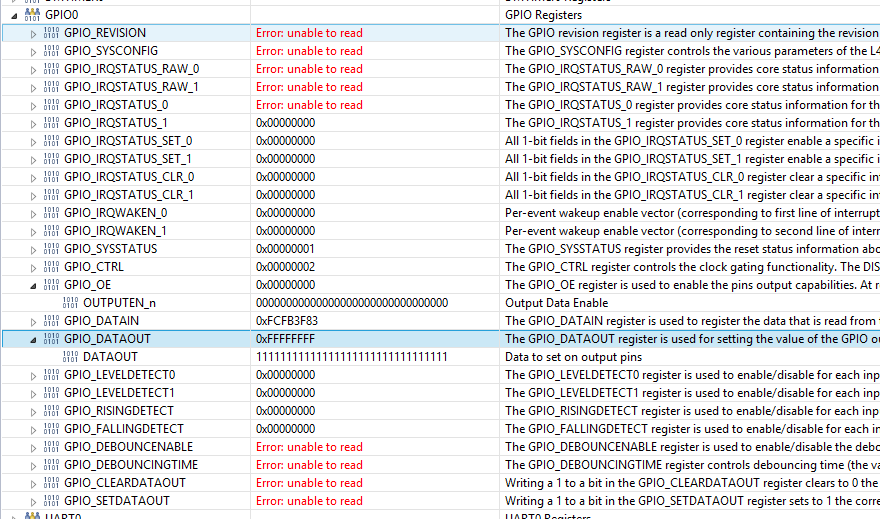 GPIO0 GPIO Registers
GPIO_REVISION Error: unable to read The GPIO revision register is a read only register containing the revision
GPIO_SYSCONFIG Error: unable to read The GPIO_SYSCONFIG register controls the various parameters of the L4
GPIO_IRQSTATUS_RAW_0 Error: unable to read The GPIO_IRQSTATUS_RAW_0 register provides core status information
GPIO_IRQSTATUS_RAW_1 Error: unable to read The GPIO_IRQSTATUS_RAW_1 register provides core status information
GPIO_IRQSTATUS_0 Error: unable to read The GPIO_IRQSTATUS_0 register provides core status information for th
GPIO_IRQSTATUS_1 0x00000000 The GPIO_IRQSTATUS_1 register provides core status information for th
GPIO_IRQSTATUS_SET_0 0x00000000 All 1-bit fields in the GPIO_IRQSTATUS_SET_0 register enable a specific i
GPIO_IRQSTATUS_SET_1 0x00000000 All 1-bit fields in the GPIO_IRQSTATUS_SET_1 register enable a specific i
GPIO_IRQSTATUS_CLR_0 0x00000000 All 1-bit fields in the GPIO_IRQSTATUS_CLR_0 register clear a specific int
GPIO_IRQSTATUS_CLR_1 0x00000000 All 1-bit fields in the GPIO_IRQSTATUS_CLR_1 register clear a specific int
GPIO_IRQWAKEN_0 0x00000000 Per-event wakeup enable vector (corresponding to first line of interrupt
GPIO_IRQWAKEN_1 0x00000000 Per-event wakeup enable vector (corresponding to second line of interr
GPIO_SYSSTATUS 0x00000001 The GPIO_SYSSTATUS register provides the reset status information abo
GPIO_CTRL 0x00000002 The GPIO_CTRL register controls the clock gating functionality. The DIS
GPIO_OE 0x00000000 The GPIO_OE register is used to enable the pins output capabilities. At r
OUTPUTEN_n 00000000000000000000000000000000 Output Data Enable
GPIO_DATAIN 0xFCFB3F83 The GPIO_DATAIN register is used to register the data that is read from
GPIO_DATAOUT 0xFFFFFFFF The GPIO_DATAOUT register is used for setting the value of the GPIO ou
DATAOUT 11111111111111111111111111111111 Data to set on output pins
GPIO_LEVELDETECT0 0x00000000 The GPIO_LEVELDETECT0 register is used to enable/disable for each inp
GPIO_LEVELDETECT1 0x00000000 The GPIO_LEVELDETECT1 register is used to enable/disable for each inp
GPIO_RISINGDETECT 0x00000000 The GPIO_RISINGDETECT register is used to enable/disable for each inpu
GPIO_FALLINGDETECT 0x00000000 The GPIO_FALLINGDETECT register is used to enable/disable for each inp
GPIO_DEBOUNCENABLE Error: unable to read The GPIO_DEBOUNCENABLE register is used to enable/disable the debo
GPIO_DEBOUNCINGTIME Error: unable to read The GPIO_DEBOUNCINGTIME register controls debouncing time (the va
GPIO_CLEARDATAOUT Error: unable to read Writing a 1 to a bit in the GPIO_CLEARDATAOUT register clears to 0 the
GPIO_SETDATAOUT Error: unable to read Writing a 1 to a bit in the GPIO_SETDATAOUT register sets to 1 the corre
UART0 UART0 Registers